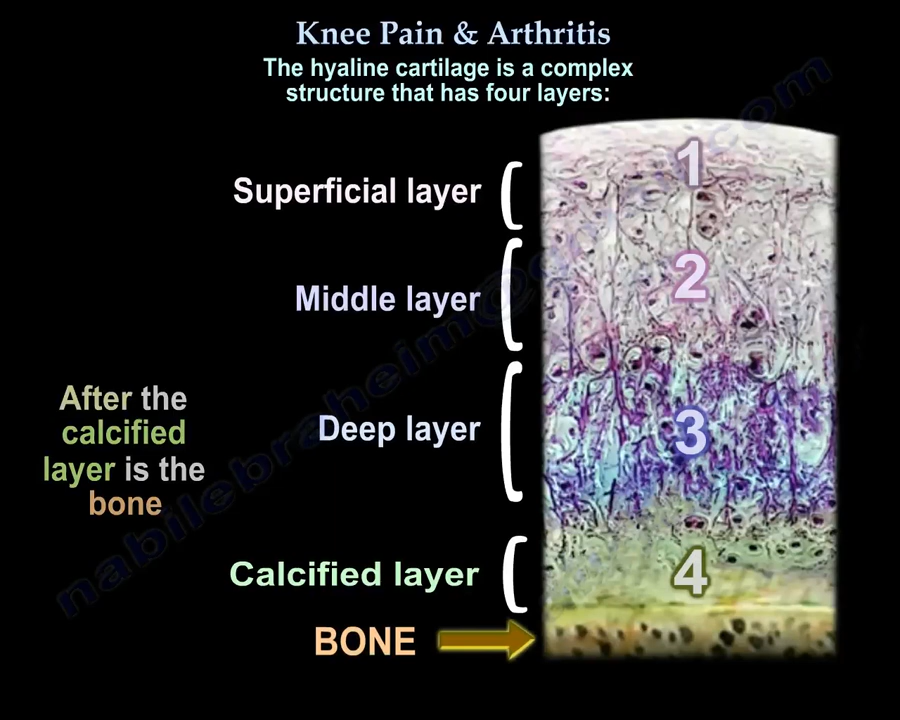 Knee Pain & Arthritis
The hyaline cartilage is a complex
structure that has four layers:
1
Superficial layer
2
Middle layer
After the
calcified
layer is the
bone
Deep layer
3
Calcified layer
4
BONE